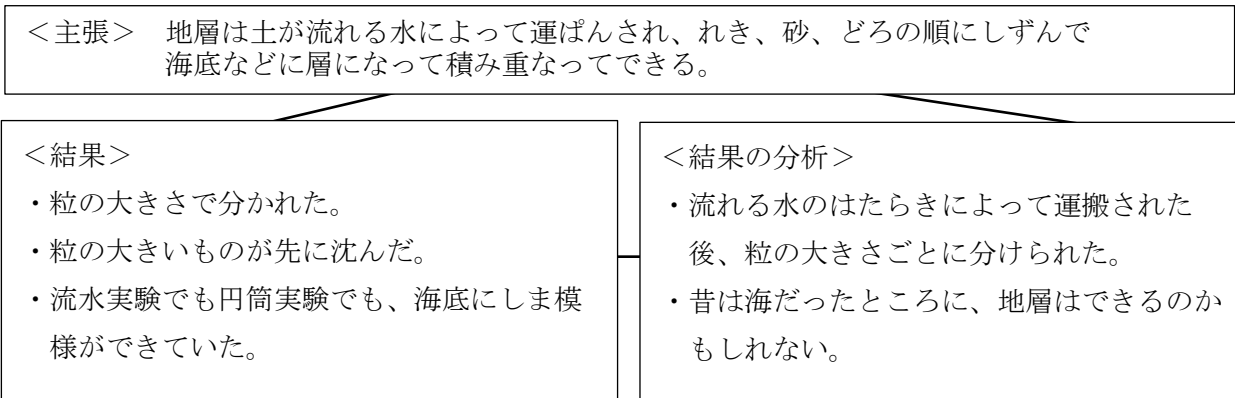 ＜主張＞　地層は土が流れる水によって運ぱんされ、れき、砂、どろの順にしずんで
海底などに層になって積み重なってできる。
＜結果＞
・粒の大きさで分かれた。
・粒の大きいものが先に沈んだ。
・流水実験でも円筒実験でも、海底にしま模
様ができていた。
＜結果の分析＞
・流れる水のはたらきによって運搬された
後、粒の大きさごとに分けられた。
・昔は海だったところに、地層はできるのか
もしれない。